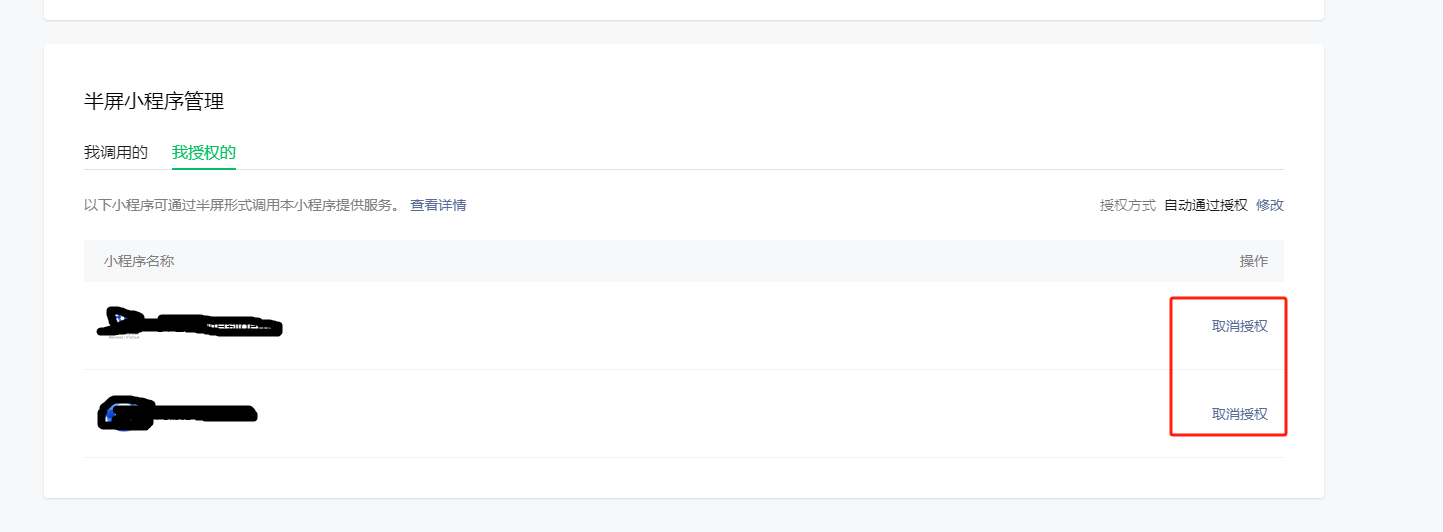 半屏小程序管理
我调用的 我授权的
以下小程序可通过半屏形式调用本小程序提供服务。 查看详情 授权方式 自动通过授权 修改
小程序名称 操作
取消授权
取消授权